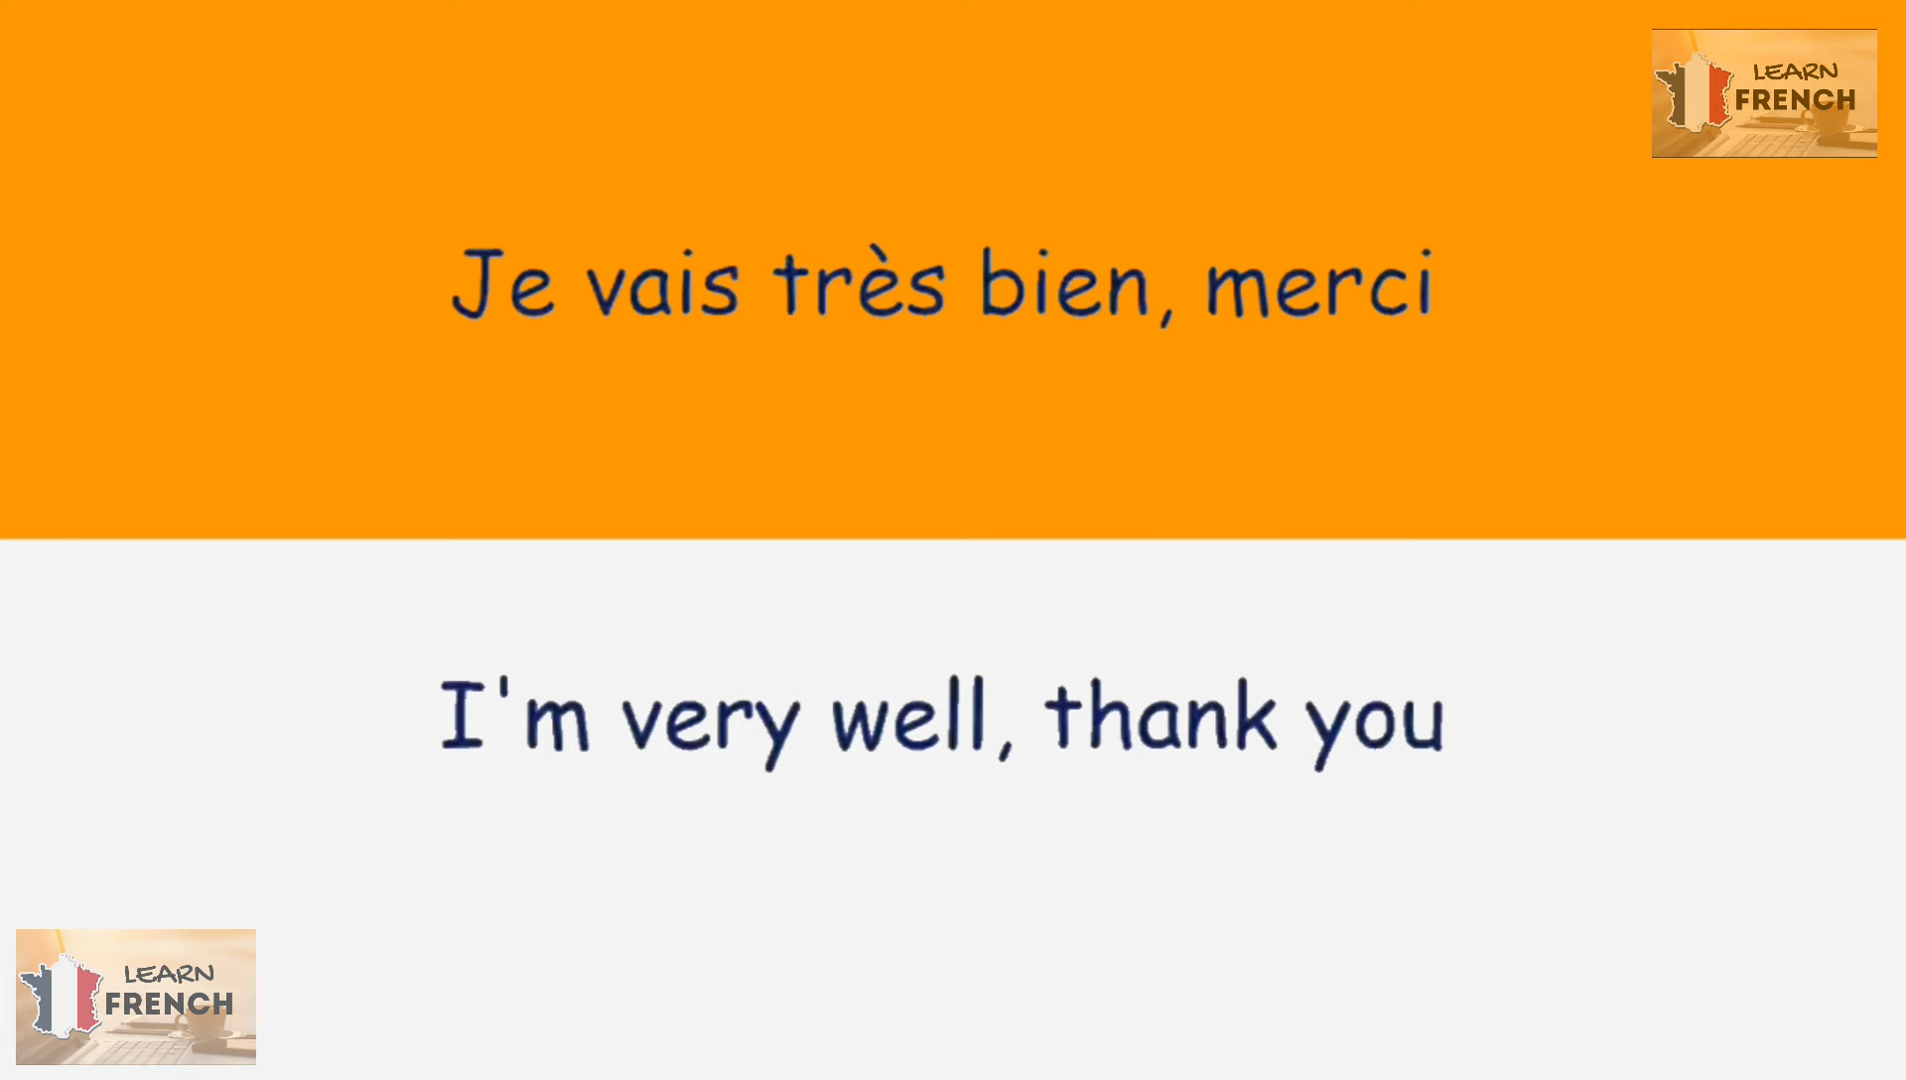 LEARN
FRENCH
Je vais très bien, merci
I'm very well, thank you
LEARN
FRENCH